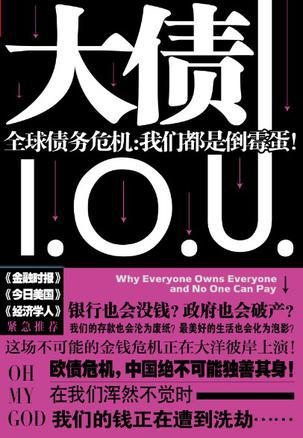 大债
全球债务危机:我们都是倒霉蛋!
I.O.U.
Why Everyone Owns Everyone
and No One Can Pay
《金融时报》
《今日美国》
《经济学人》
紧急推荐
银行也会没钱?政府也会破产?
我们的存款也会沦为废纸?最美好的生活也会化为泡影?
这场不可能的金钱危机正在大洋彼岸上演!
OH
MY
GOD
欧债危机,中国绝不可能独善其身!
在我们浑然不觉时
我们的钱正在遭到洗劫……